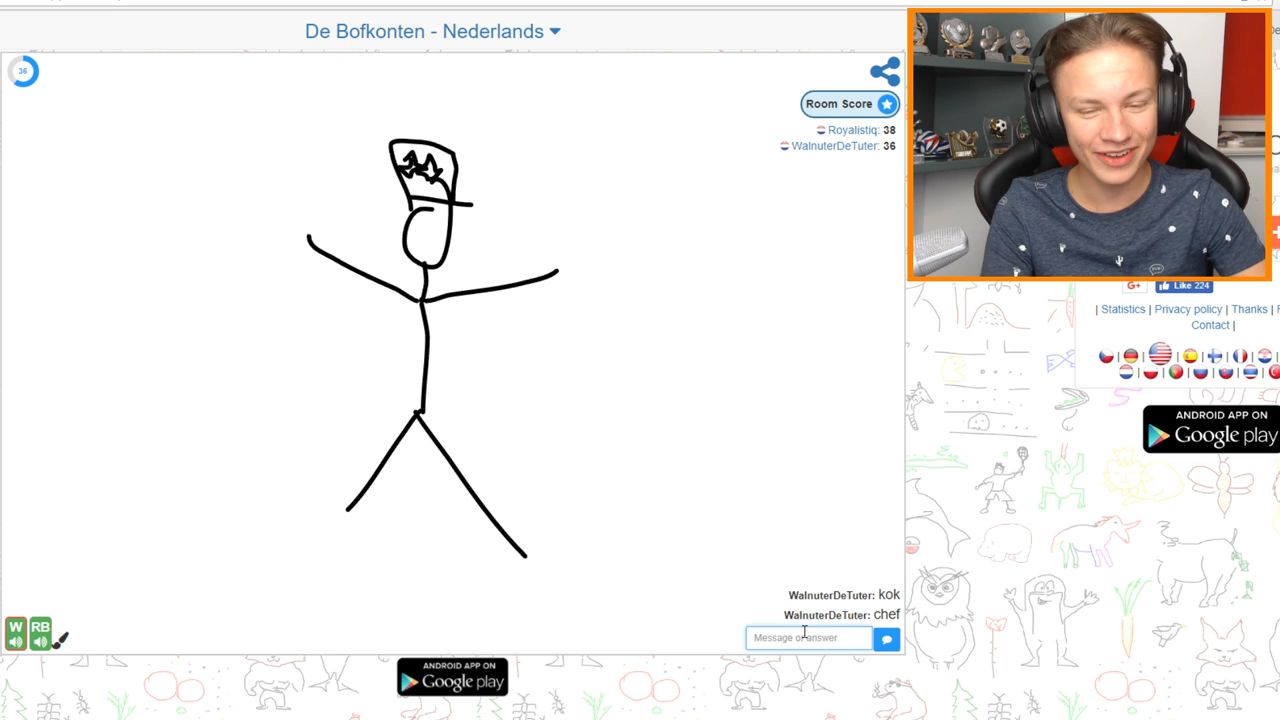 De Bofkonten - Nederlands
36
Room Score
Royalistiq: 38
WalnuterDeTuter: 36
G+
Like 224
| Statistics | Privacy policy | Thanks |
Contact |
ANDROID APP ON
Google play
WalnuterDeTuter: kok
WalnuterDeTuter: chef
Message or answer
W
RB
ANDROID APP ON
Google play